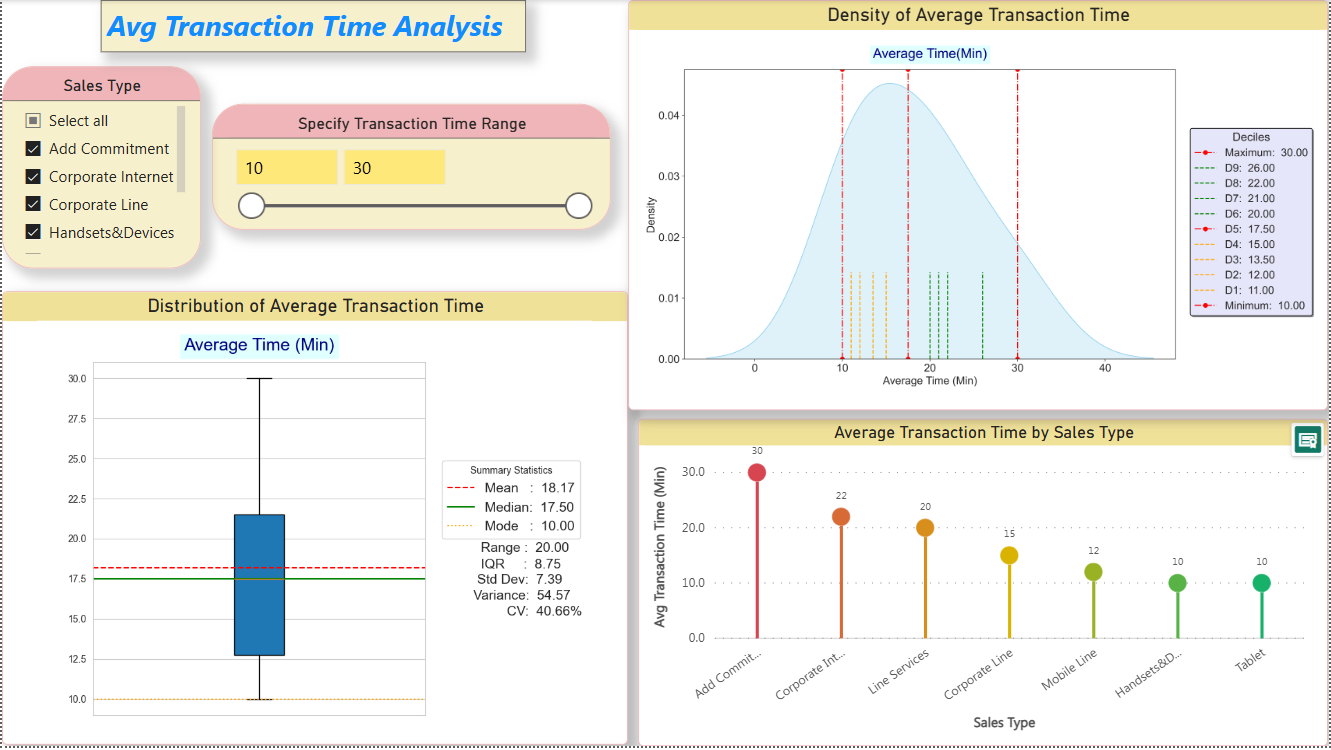 Avg Transaction Time Analysis
Sales Type
Select all
Add Commitment
Corporate Internet
Corporate Line
Handsets&Devices
Specify Transaction Time Range
10
30
Density of Average Transaction Time
Average Time(Min)
Density
0.04
0.03
0.02
0.01
0.00
0
10
20
30
40
Average Time (Min)
Deciles
Maximum: 30.00
D9: 26.00
D8: 22.00
D7: 21.00
D6: 20.00
D5: 17.50
D4: 15.00
D3: 13.50
D2: 12.00
D1: 11.00
Minimum: 10.00
Distribution of Average Transaction Time
Average Time (Min)
30.0
27.5
25.0
22.5
20.0
17.5
15.0
12.5
10.0
Summary Statistics
Mean : 18.17
Median: 17.50
Mode : 10.00
Range : 20.00
IQR : 8.75
Std Dev: 7.39
Variance: 54.57
CV: 40.66%
Average Transaction Time by Sales Type
Avg Transaction Time (Min)
30.0
20.0
10.0
0.0
30
22
20
15
12
10
10
Add Commit...
Corporate Int...
Line Services
Corporate Line
Mobile Line
Handsets&D...
Tablet
Sales Type